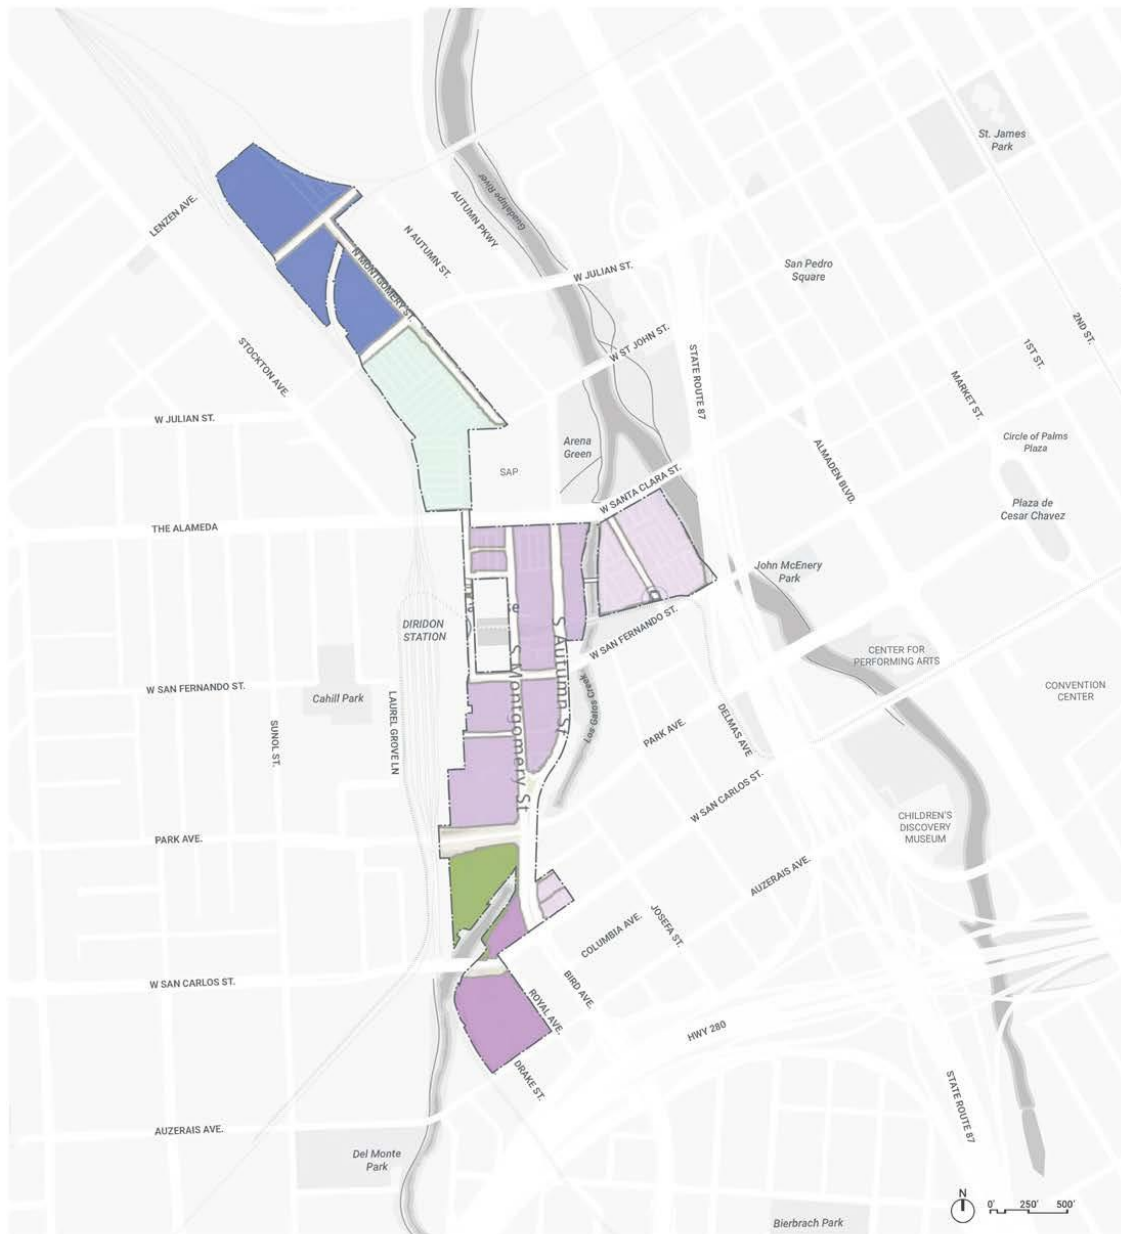 St. James
Park
LENZEN AVE.
AUTUMN PKWY
Guadalupe River
N AUTUMN ST.
San Pedro
Square
N MONTGOMERY ST.
W JULIAN ST.
2ND ST.
W ST JOHN ST.
STATE ROUTE 87
1ST ST.
STOCKTON AVE.
MARKET ST.
W JULIAN ST.
Arena
Green
Circle of Palms
Plaza
ALMADEN BLVD.
SAP
W SANTA CLARA ST.
Plaza de
Cesar Chavez
THE ALAMEDA
John McEnery
Park
DIRIDON
STATION
W SAN FERNANDO ST.
CENTER FOR
PERFORMING ARTS
S Autumn St
S Montgomery St
Los Gatos Creek
W SAN FERNANDO ST.
Cahill Park
LAUREL GROVE LN
CONVENTION
CENTER
SUNOL ST.
PARK AVE.
DELMAS AVE
W SAN CARLOS ST.
CHILDREN'S
DISCOVERY
MUSEUM
PARK AVE.
AUZERAIS AVE.
JOSEFA ST.
COLUMBIA AVE.
W SAN CARLOS ST.
BIRD AVE.
ROYAL AVE.
HWY 280
DRAKE ST.
STATE ROUTE 87
AUZERAIS AVE.
Del Monte
Park
N
0' 250' 500'
Bierbrach Park